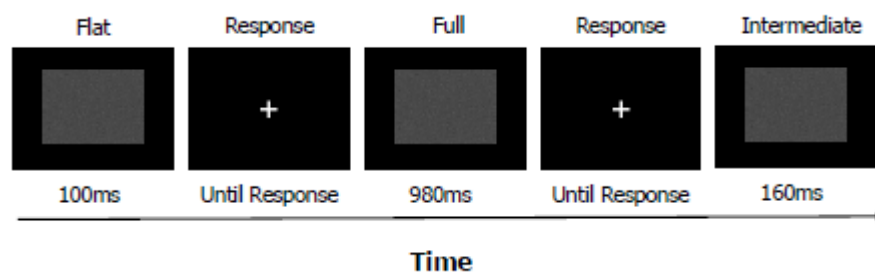 Flat Response Full Response Intermediate
100ms Until Response 980ms Until Response 160ms
Time